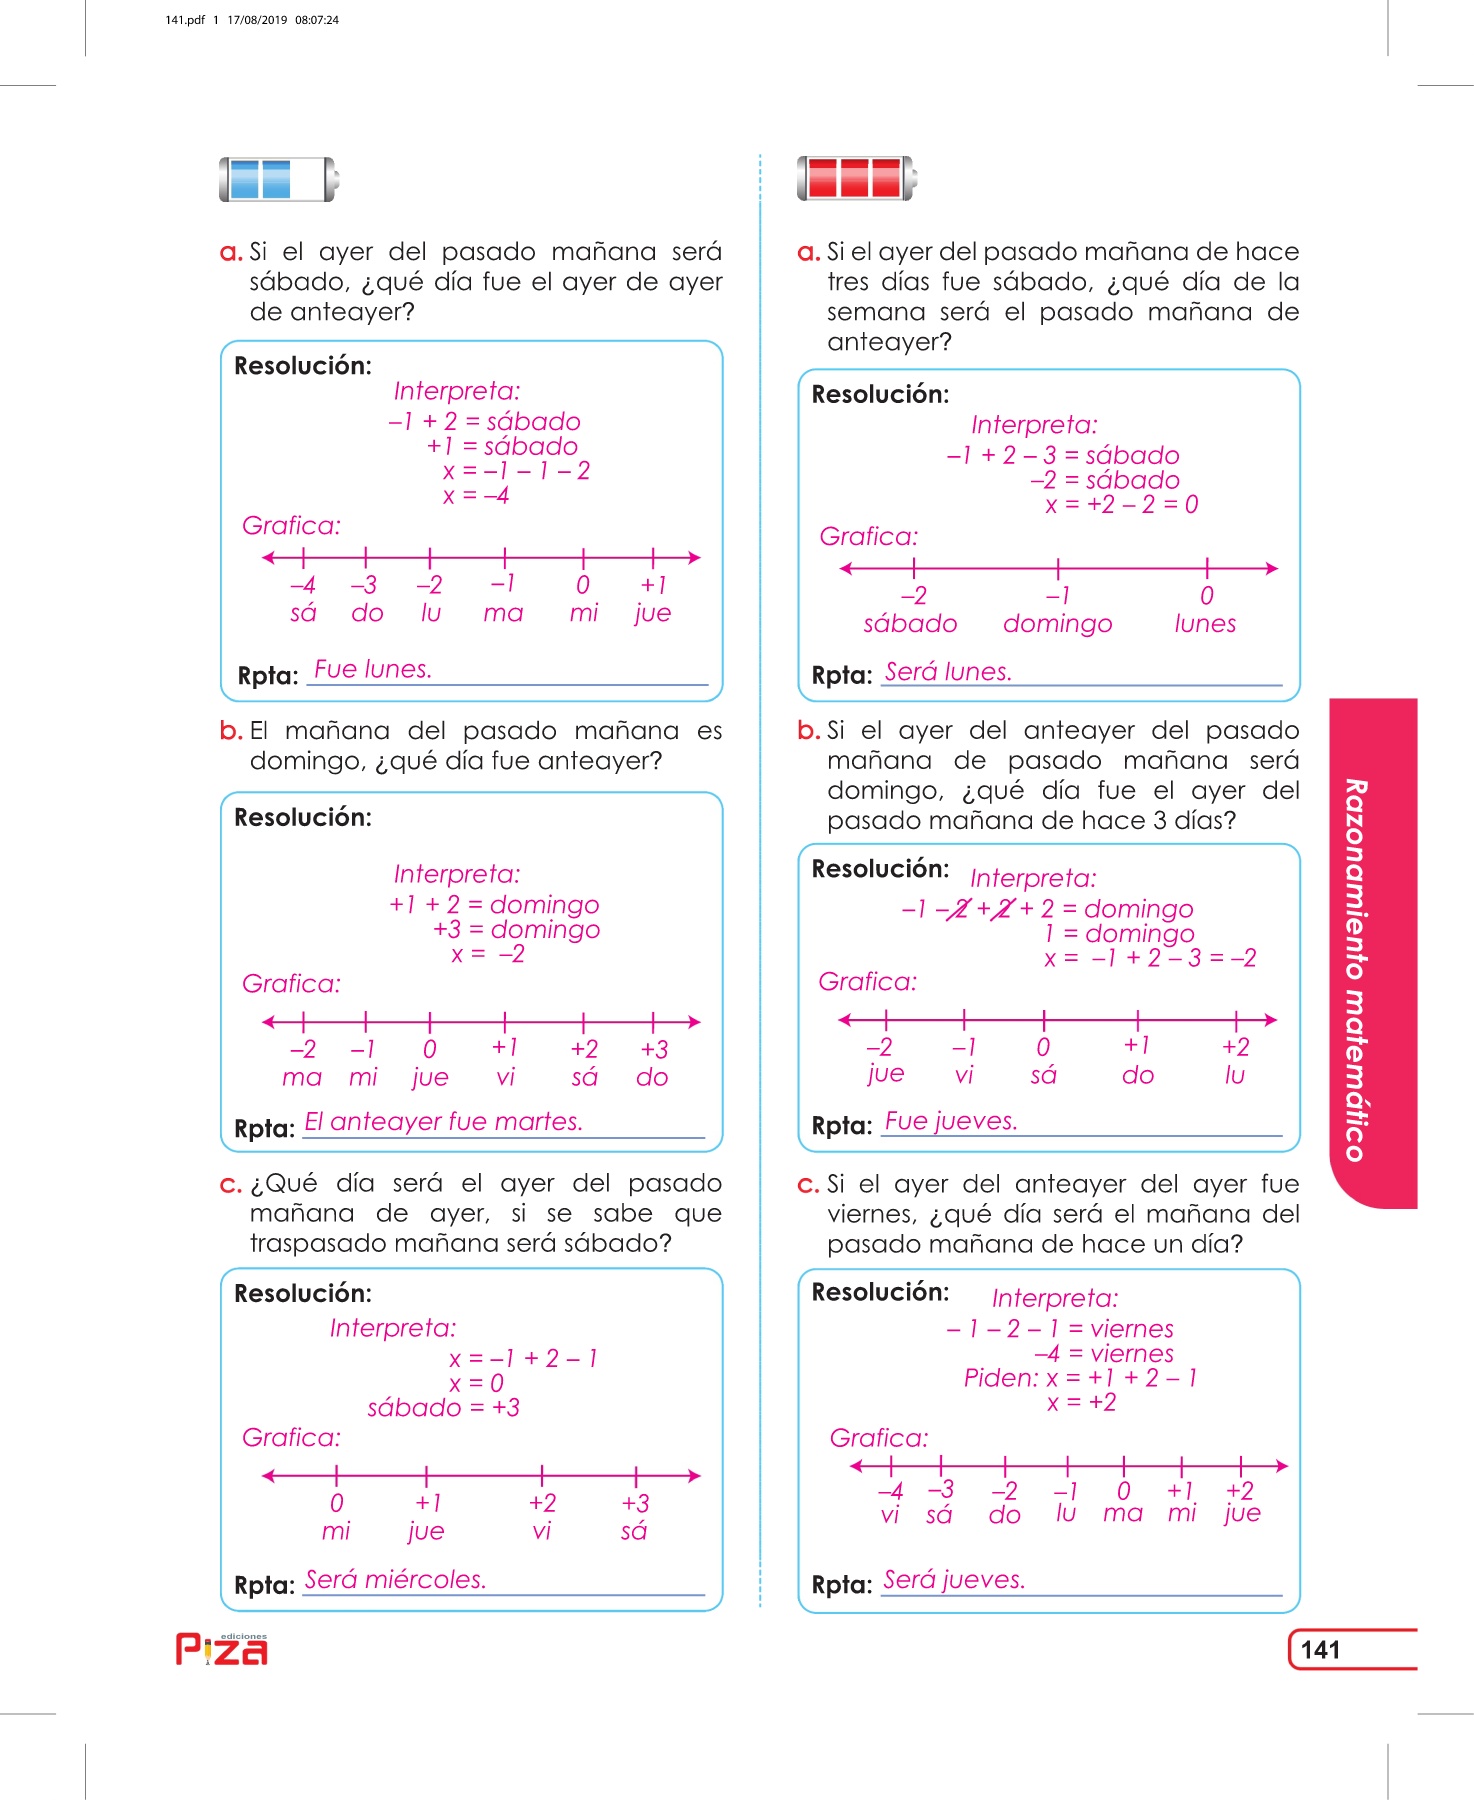 141.pdf 1 17/08/2019 08:07:24
a. Si el ayer del pasado mañana será
sábado, ¿qué día fue el ayer de ayer
de anteayer?
Resolución:
Interpreta:
–1 + 2 = sábado
+1 = sábado
x = –1 – 1 – 2
x = –4
Grafica:
–4 –3 –2 –1 0 +1
sá do lu ma mi jue
Rpta: Fue lunes.
b. El mañana del pasado mañana es
domingo, ¿qué día fue anteayer?
Resolución:
Interpreta:
+1 + 2 = domingo
+3 = domingo
x = –2
Grafica:
–2 –1 0 +1 +2 +3
ma mi jue vi sá do
Rpta: El anteayer fue martes.
c. ¿Qué día será el ayer del pasado
mañana de ayer, si se sabe que
traspasado mañana será sábado?
Resolución:
Interpreta:
x = –1 + 2 – 1
x = 0
sábado = +3
Grafica:
0 +1 +2 +3
mi jue vi sá
Rpta: Será miércoles.
a. Si el ayer del pasado mañana de hace
tres días fue sábado, ¿qué día de la
semana será el pasado mañana de
anteayer?
Resolución:
Interpreta:
–1 + 2 – 3 = sábado
–2 = sábado
x = +2 – 2 = 0
Grafica:
–2 –1 0
sábado domingo lunes
Rpta: Será lunes.
b. Si el ayer del anteayer del pasado
mañana de pasado mañana será
domingo, ¿qué día fue el ayer del
pasado mañana de hace 3 días?
Resolución:
Interpreta:
–1 – 2 + 2 + 2 = domingo
1 = domingo
x = –1 + 2 – 3 = –2
Grafica:
–2 –1 0 +1 +2
jue vi sá do lu
Rpta: Fue jueves.
c. Si el ayer del anteayer del ayer fue
viernes, ¿qué día será el mañana del
pasado mañana de hace un día?
Resolución:
Interpreta:
– 1 – 2 – 1 = viernes
–4 = viernes
Piden: x = +1 + 2 – 1
x = +2
Grafica:
–4 –3 –2 –1 0 +1 +2
vi sá do lu ma mi jue
Rpta: Será jueves.
Razonamiento matemático
ediciones
Piza
141